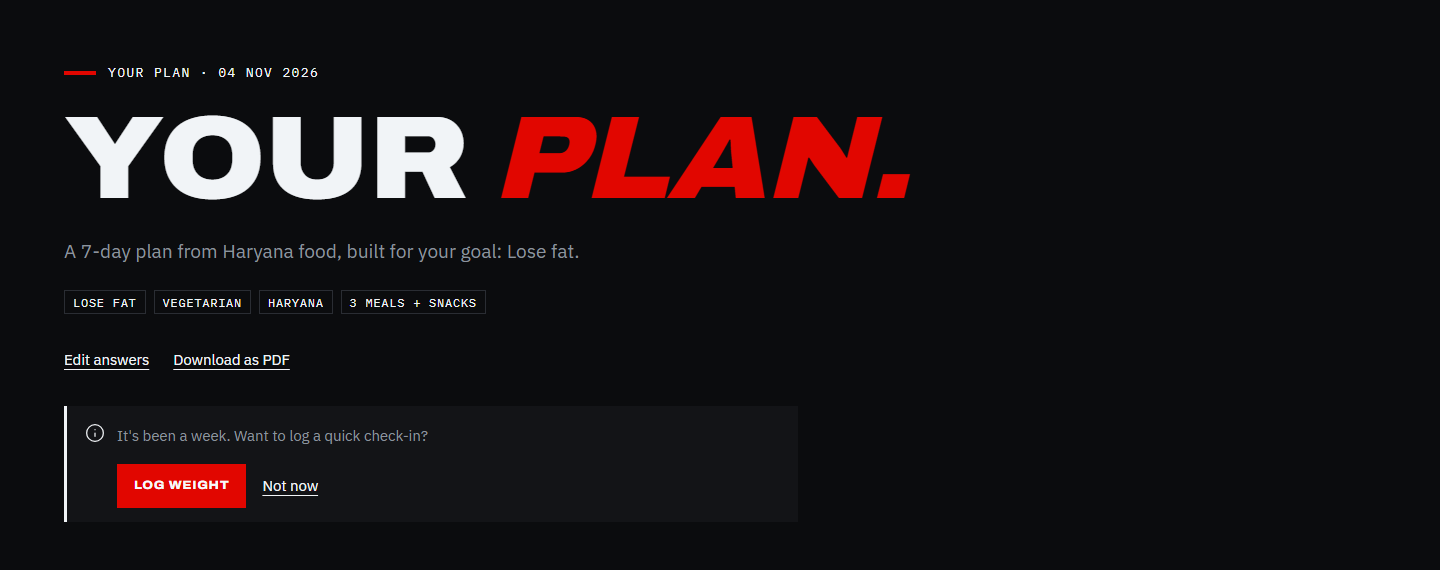 YOUR PLAN · 04 NOV 2026
YOUR PLAN.
A 7-day plan from Haryana food, built for your goal: Lose fat.
LOSE FAT VEGETARIAN HARYANA 3 MEALS + SNACKS
Edit answers Download as PDF
It's been a week. Want to log a quick check-in?
LOG WEIGHT Not now